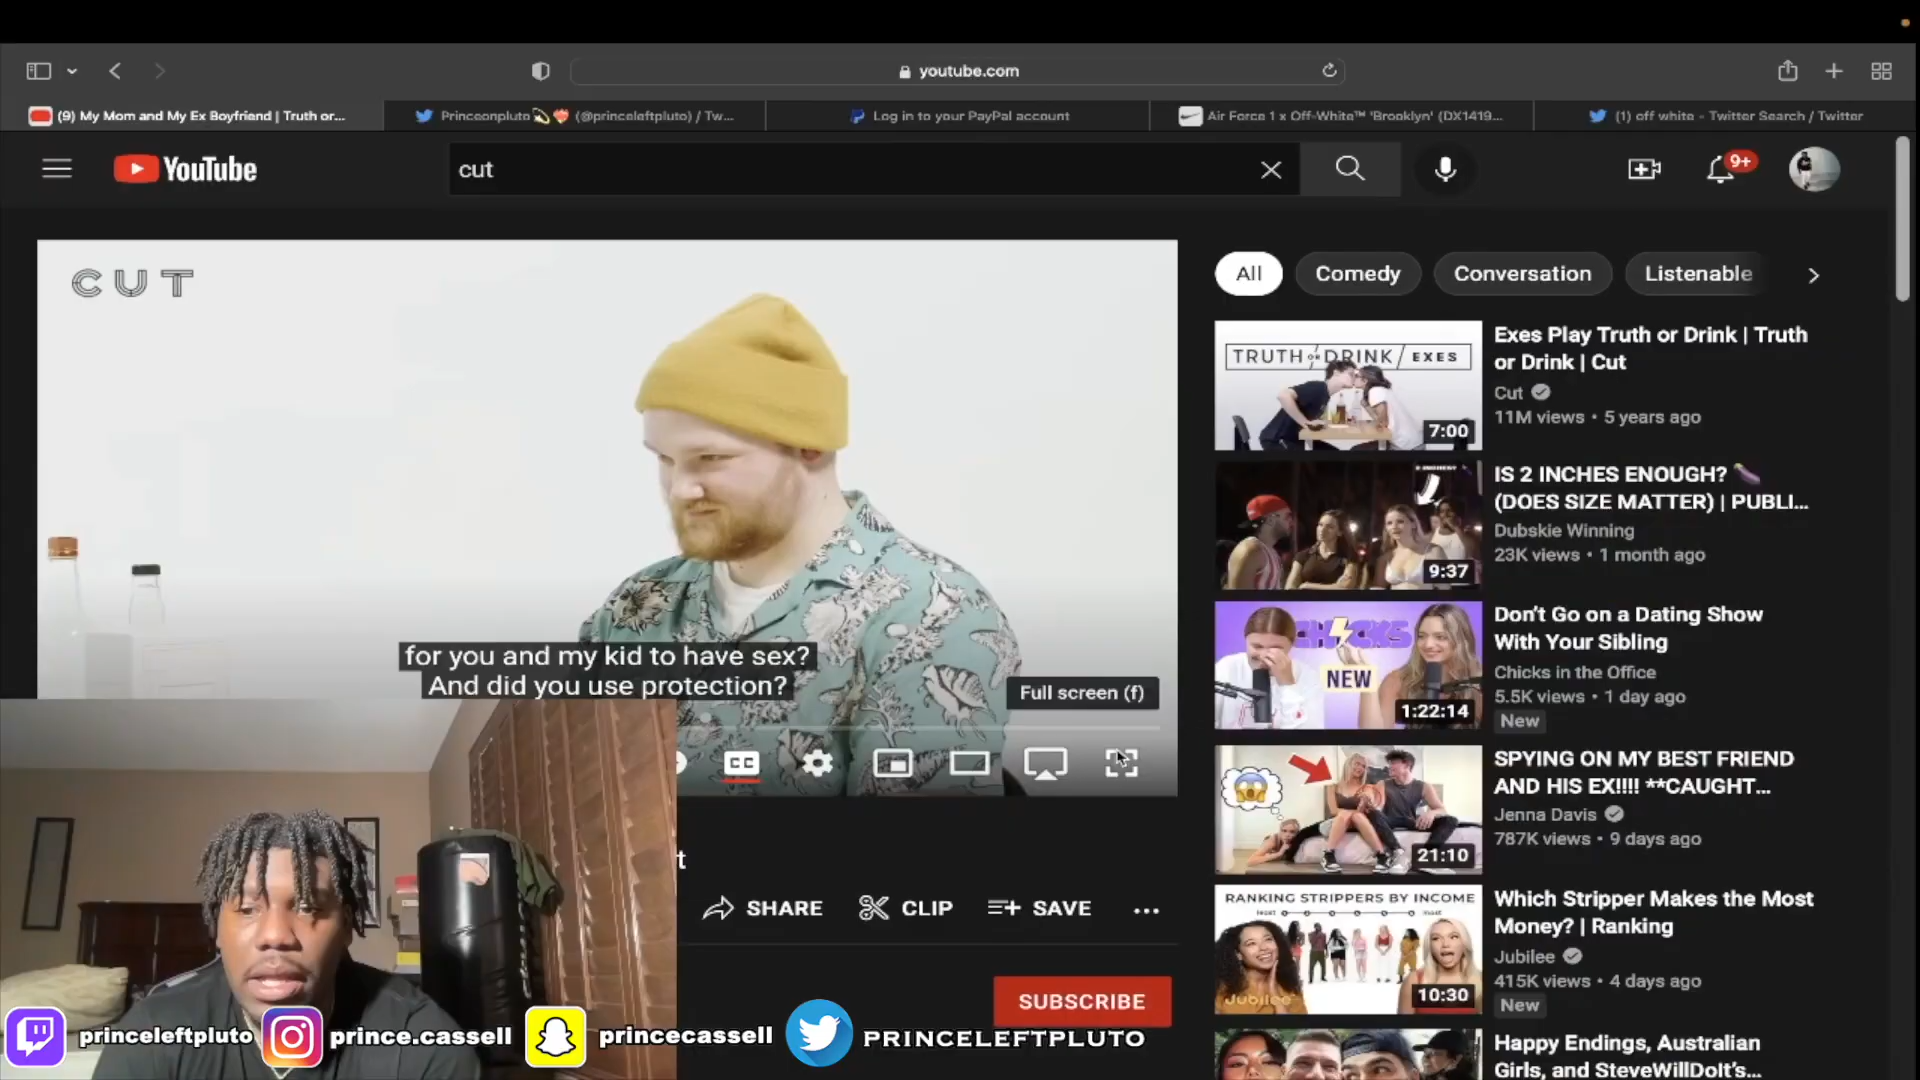 youtube.com
(9) My Mom and My Ex Boyfriend | Truth or...
Princeonpluto💫❤️‍🔥 (@princeleftpluto) / Tw...
Log in to your PayPal account
Air Force 1 x Off-White™ 'Brooklyn' (DX1419...
(1) off white - Twitter Search / Twitter
YouTube
cut
9+
CUT
for you and my kid to have sex?
And did you use protection?
Full screen (f)
CC
t
SHARE
CLIP
SAVE
SUBSCRIBE
All
Comedy
Conversation
Listenable
TRUTH OR DRINK / EXES
7:00
Exes Play Truth or Drink | Truth
or Drink | Cut
Cut
11M views • 5 years ago
9:37
IS 2 INCHES ENOUGH? 🍆
(DOES SIZE MATTER) | PUBLI...
Dubskie Winning
23K views • 1 month ago
CHICKS
NEW
1:22:14
Don't Go on a Dating Show
With Your Sibling
Chicks in the Office
5.5K views • 1 day ago
New
21:10
SPYING ON MY BEST FRIEND
AND HIS EX!!!! **CAUGHT...
Jenna Davis
787K views • 9 days ago
RANKING STRIPPERS BY INCOME
least
most
Jubilee
10:30
Which Stripper Makes the Most
Money? | Ranking
Jubilee
415K views • 4 days ago
New
Happy Endings, Australian
Girls, and SteveWillDoIt's...
princeleftpluto
prince.cassell
princecassell
PRINCELEFTPLUTO